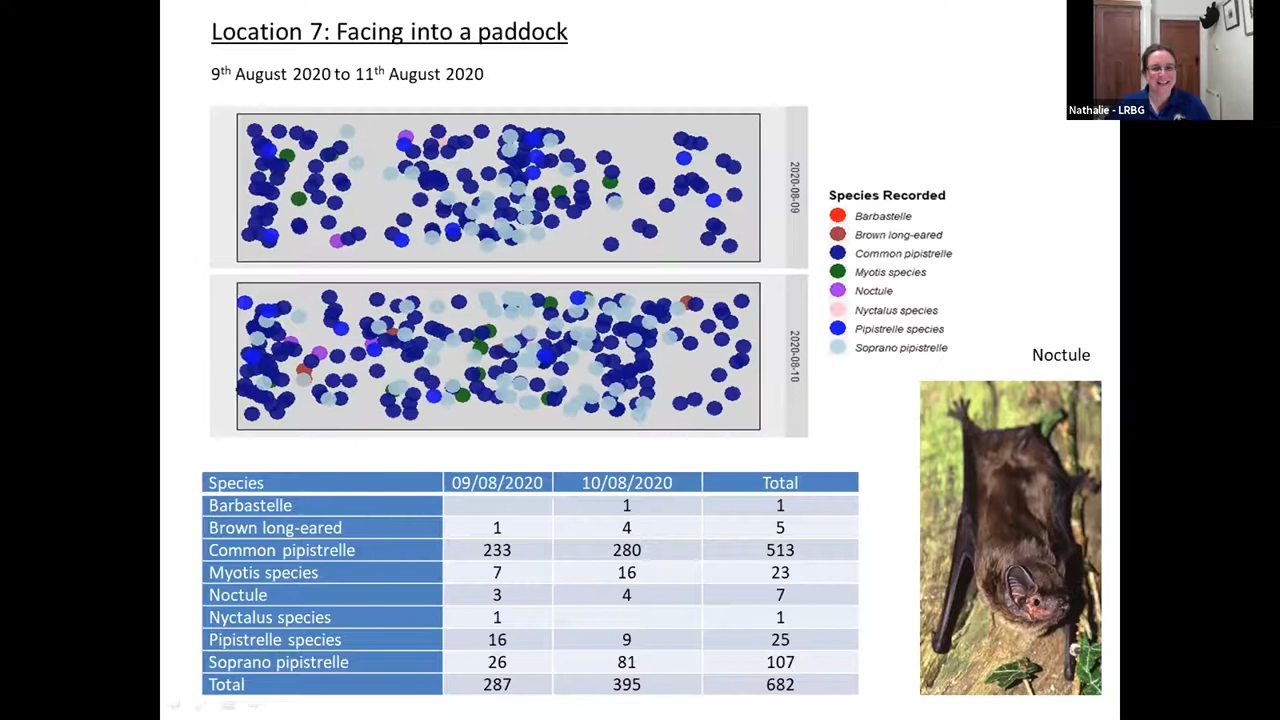 Location 7: Facing into a paddock
9th August 2020 to 11th August 2020
Nathalie - LRBG
2020-08-09
2020-08-10
Species Recorded
Barbastelle
Brown long-eared
Common pipistrelle
Myotis species
Noctule
Nyctalus species
Pipistrelle species
Soprano pipistrelle
Noctule
Species 09/08/2020 10/08/2020 Total
Barbastelle 1 1
Brown long-eared 1 4 5
Common pipistrelle 233 280 513
Myotis species 7 16 23
Noctule 3 4 7
Nyctalus species 1 1
Pipistrelle species 16 9 25
Soprano pipistrelle 26 81 107
Total 287 395 682